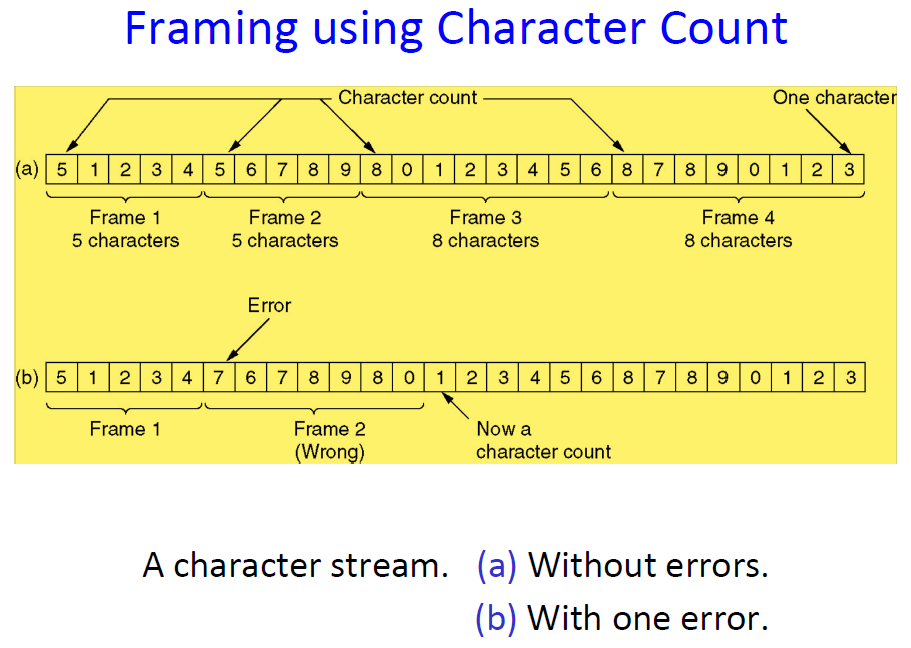 Framing using Character Count
Character count One character
(a) 5 1 2 3 4 5 6 7 8 9 8 0 1 2 3 4 5 6 8 7 8 9 0 1 2 3
Frame 1 Frame 2 Frame 3 Frame 4
5 characters 5 characters 8 characters 8 characters
Error
(b) 5 1 2 3 4 7 6 7 8 9 8 0 1 2 3 4 5 6 8 7 8 9 0 1 2 3
Frame 1 Frame 2 Now a
(Wrong) character count
A character stream. (a) Without errors.
(b) With one error.